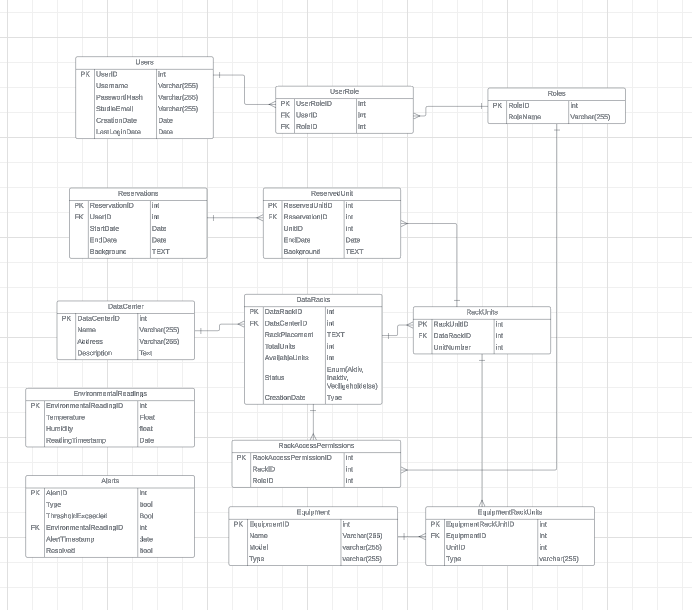 Users
PK UserID Int
Username Varchar(255)
PasswordHash Varchar(255)
StudieEmail Varchar(255)
CreationDate Date
LastLoginDate Date
UserRole
PK UserRoleID Int
FK UserID Int
FK RoleID Int
Roles
PK RoleID Int
RoleName Varchar(255)
Reservations
PK ReservationID int
FK UserID int
StartDate Date
EndDate Date
Background TEXT
ReservedUnit
PK ReservedUnitID int
FK ReservationID int
UnitID int
EndDate Date
Background TEXT
DataCenter
PK DataCenterID int
Name Varchar(255)
Address Varchar(255)
Description Text
DataRacks
PK DataRackID int
FK DataCenterID int
RackPlacement TEXT
TotalUnits int
AvailableUnits int
Status Enum(Aktiv,
Inaktiv,
Vedligeholdelse)
CreationDate Type
RackUnits
PK RackUnitID int
FK DataRackID int
UnitNumber int
EnvironmentalReadings
PK EnvironmentalReadingID int
Temperature Float
Humidity float
ReadingTimestamp Date
RackAccessPermissions
PK RackAccessPermissionID int
RackID int
RoleID int
Alerts
PK AlertID int
Type Bool
ThresholdExceeded Bool
FK EnvironmentalReadingID int
AlertTimestamp date
Resolved bool
Equipment
PK EquipmentID int
Name Varchar(255)
Model varchar(255)
Type varchar(255)
EquipmentRackUnits
PK EquipmentRackUnitID int
FK EquipmentID int
UnitID int
Type varchar(255)